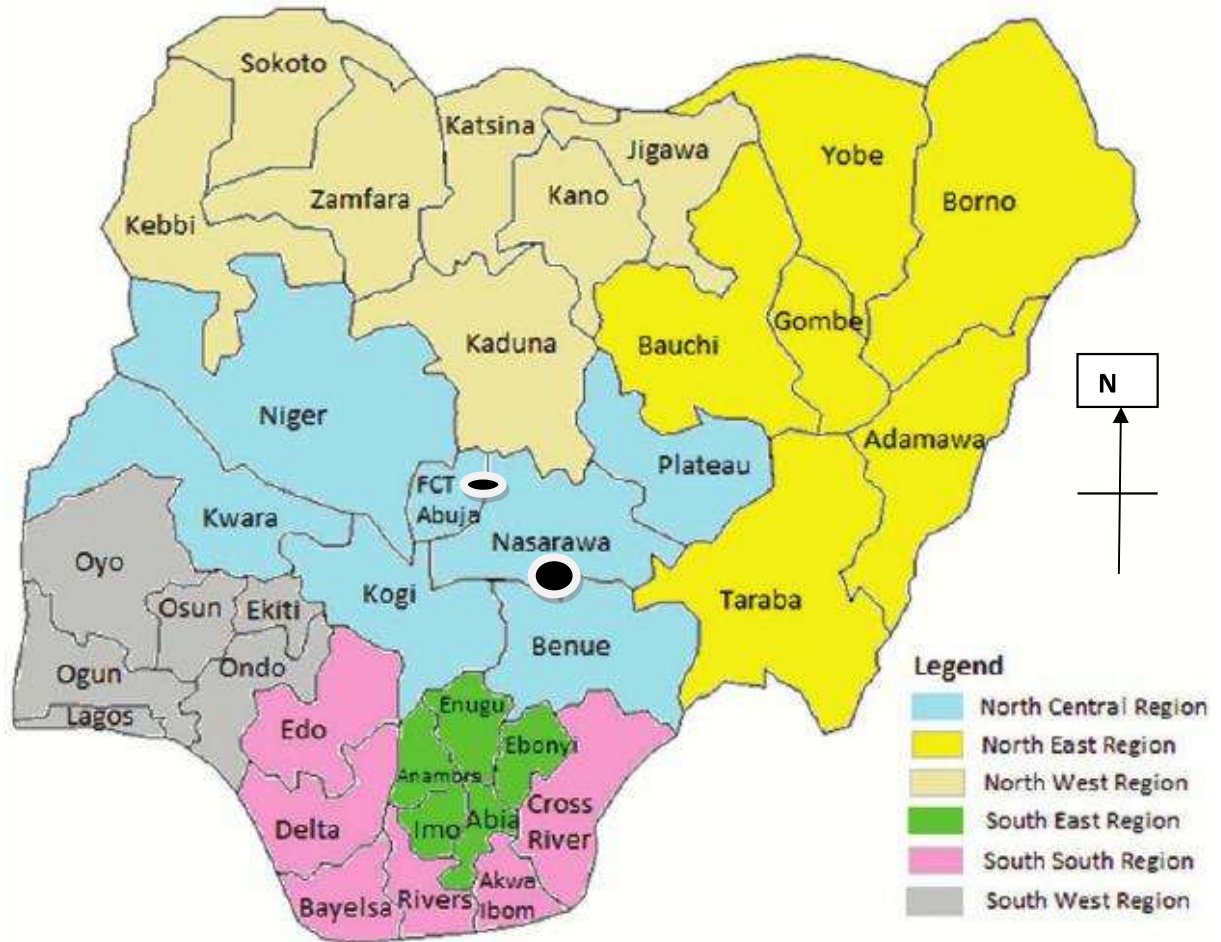 Sokoto
Katsina
Jigawa
Yobe
Kano
Zamfara
Borno
Kebbi
Gombe
Kaduna
Bauchi
N
Niger
Adamawa
Plateau
FCT
Abuja
Kwara
Nasarawa
Oyo
Kogi
Taraba
Osun
Ekiti
Benue
Ondo
Ogun
Legend
Lagos
Enugu
North Central Region
Edo
Ebonyi
North East Region
Anambra
North West Region
Cross
River
Delta
Imo
Abia
South East Region
South South Region
Akwa
Ibom
Bayelsa
Rivers
South West Region